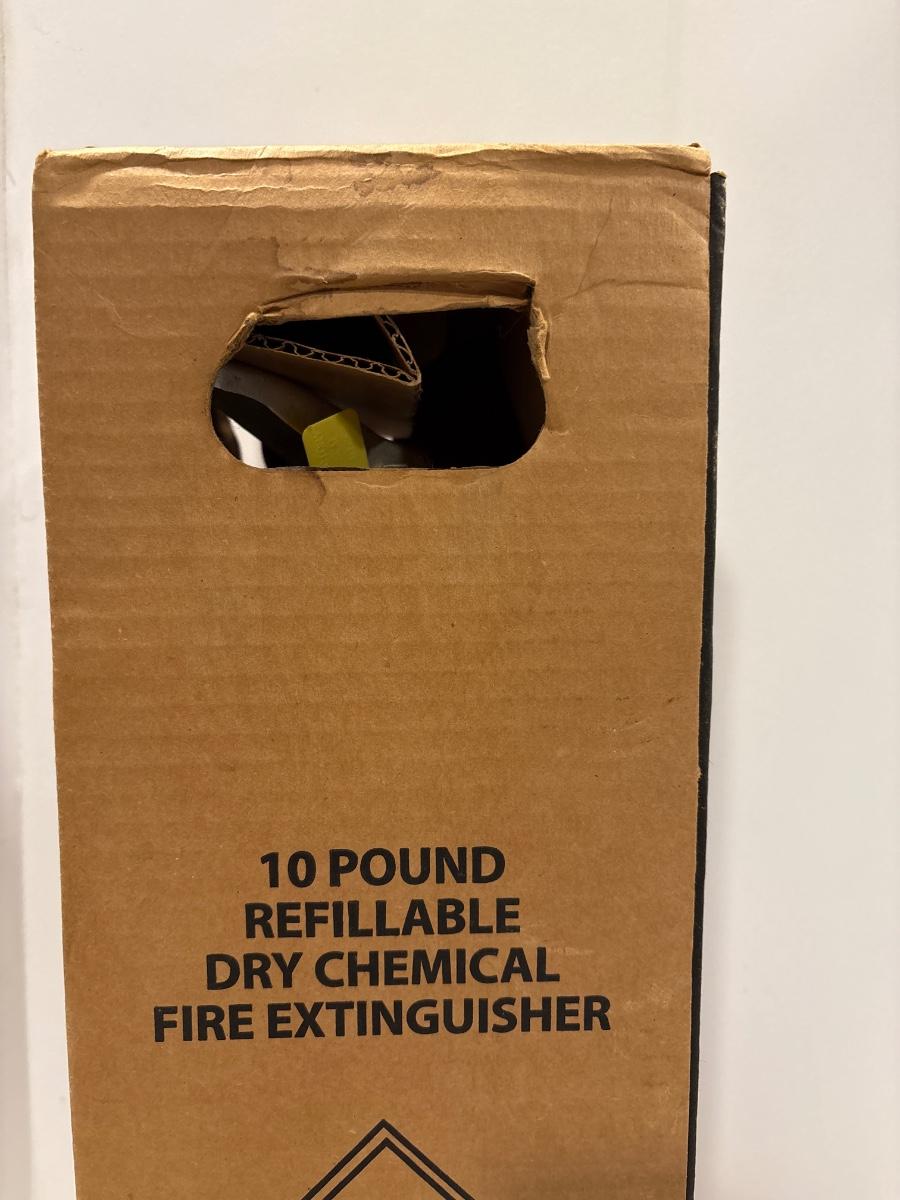 10 POUND
REFILLABLE
DRY CHEMICAL
FIRE EXTINGUISHER